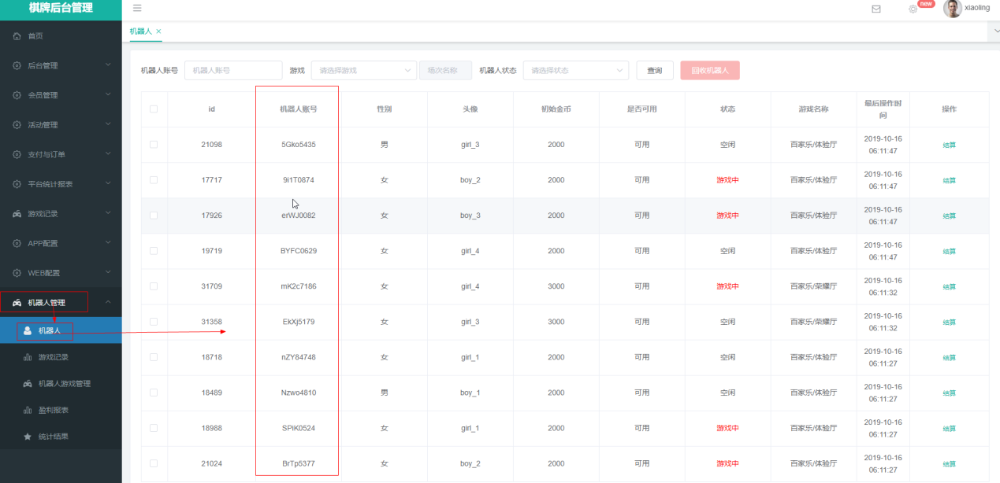 棋牌后台管理
new
xiaoling
首页
后台管理
会员管理
活动管理
支付与订单
平台统计报表
游戏记录
APP配置
WEB配置
机器人管理
机器人
游戏记录
机器人游戏管理
盈利报表
统计结果
机器人 ×
机器人账号 机器人账号 游戏 请选择游戏 场次名称 机器人状态 请选择状态 查询 回收机器人
id 机器人账号 性别 头像 初始金币 是否可用 状态 游戏名称 最后操作时间 操作
21098 5Gko5435 男 girl_3 2000 可用 空闲 百家乐/体验厅 2019-10-16 06:11:47 结算
17717 9i1T0874 女 boy_2 2000 可用 游戏中 百家乐/体验厅 2019-10-16 06:11:47 结算
17926 erWJ0082 女 boy_3 2000 可用 游戏中 百家乐/体验厅 2019-10-16 06:11:47 结算
19719 BYFC0629 女 girl_4 2000 可用 空闲 百家乐/体验厅 2019-10-16 06:11:47 结算
31709 mK2c7186 女 girl_4 3000 可用 游戏中 百家乐/荣耀厅 2019-10-16 06:11:32 结算
31358 EkXj5179 女 girl_3 3000 可用 空闲 百家乐/荣耀厅 2019-10-16 06:11:32 结算
18718 nZY84748 女 girl_1 2000 可用 空闲 百家乐/体验厅 2019-10-16 06:11:27 结算
18489 Nzwo4810 男 boy_1 2000 可用 空闲 百家乐/体验厅 2019-10-16 06:11:27 结算
18988 SPIK0524 女 girl_1 2000 可用 游戏中 百家乐/体验厅 2019-10-16 06:11:27 结算
21024 BrTp5377 女 boy_2 2000 可用 游戏中 百家乐/体验厅 2019-10-16 06:11:27 结算